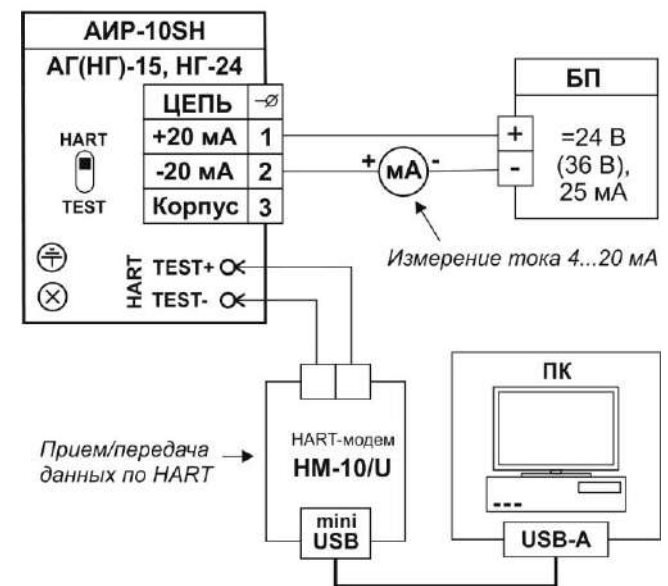 АИР-10SH
АГ(НГ)-15, НГ-24
ЦЕПЬ
+20 мА 1
-20 мА 2
Корпус 3
HART
TEST
HART
TEST+
TEST-
+ мА -
Измерение тока 4...20 мА
БП
+
-
=24 В
(36 В),
25 мА
Прием/передача
данных по HART
HART-модем
НМ-10/U
mini
USB
ПК
USB-A